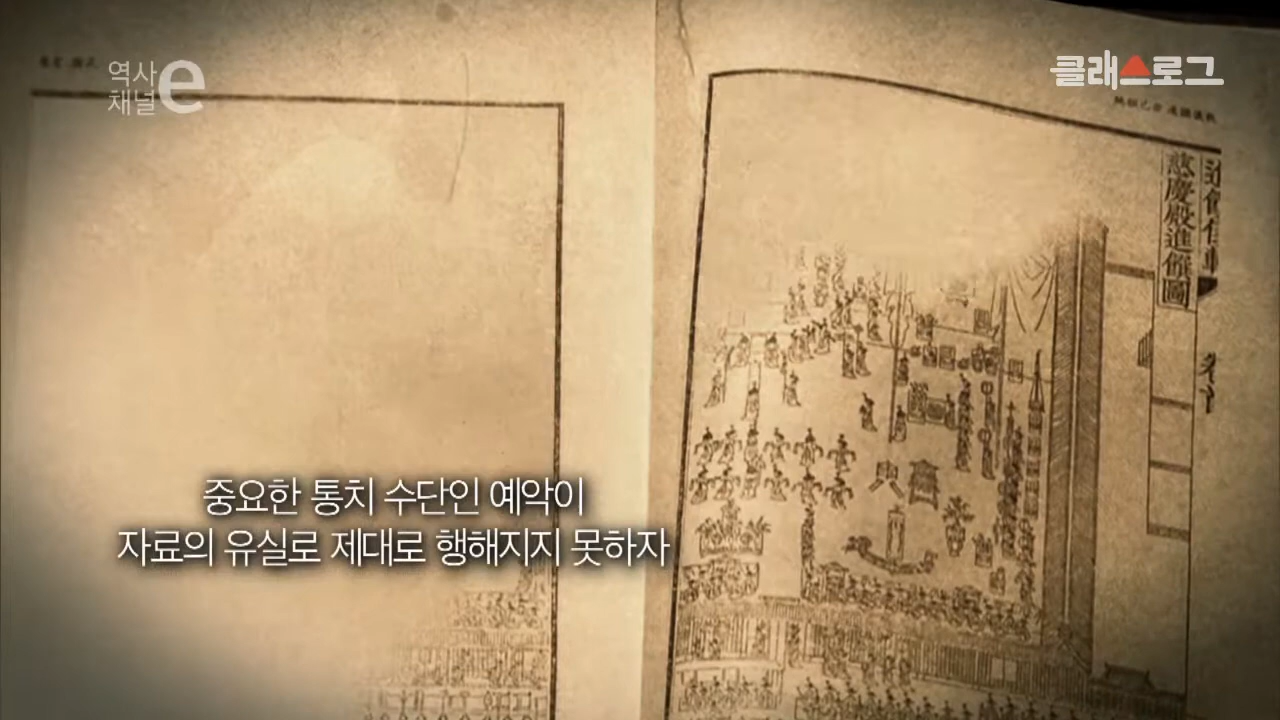 역사
채널 e
클래스로그
慈慶殿進饌圖
중요한 통치 수단인 예악이
자료의 유실로 제대로 행해지지 못하자